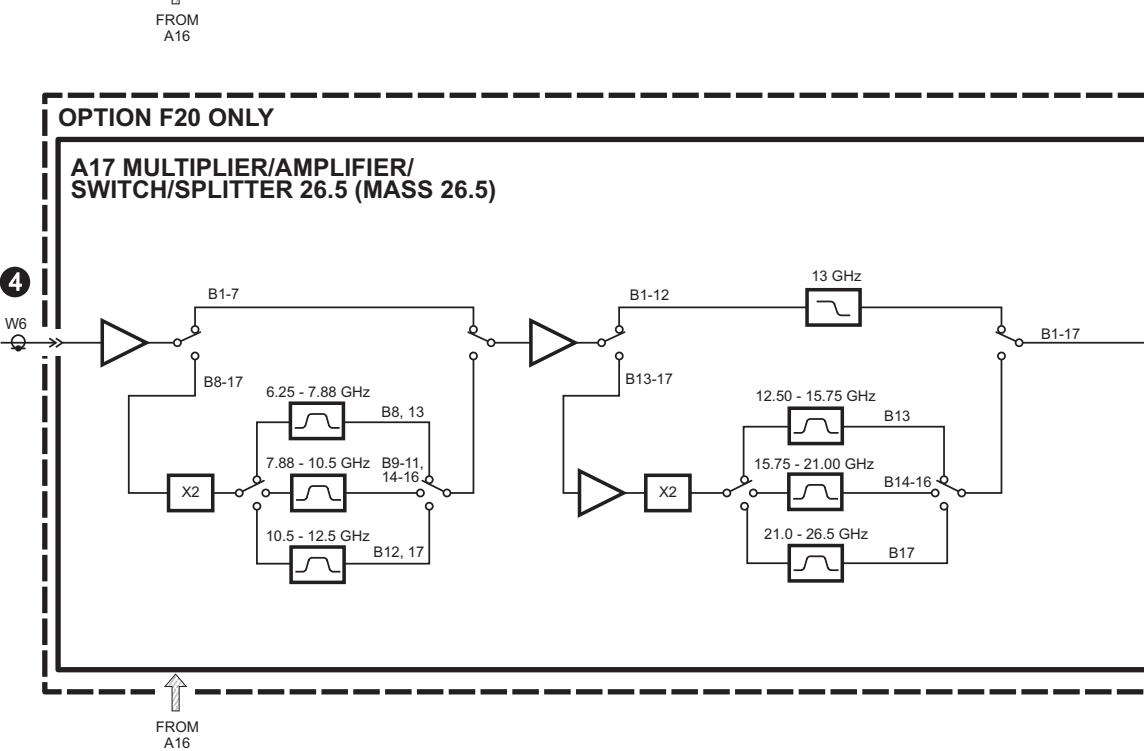 FROM
A16
OPTION F20 ONLY
A17 MULTIPLIER/AMPLIFIER/
SWITCH/SPLITTER 26.5 (MASS 26.5)
4
W6
B1-7
B8-17
X2
6.25 - 7.88 GHz
B8, 13
7.88 - 10.5 GHz
B9-11,
14-16
10.5 - 12.5 GHz
B12, 17
B1-12
13 GHz
B1-17
B13-17
X2
12.50 - 15.75 GHz
B13
15.75 - 21.00 GHz
B14-16
21.0 - 26.5 GHz
B17
FROM
A16